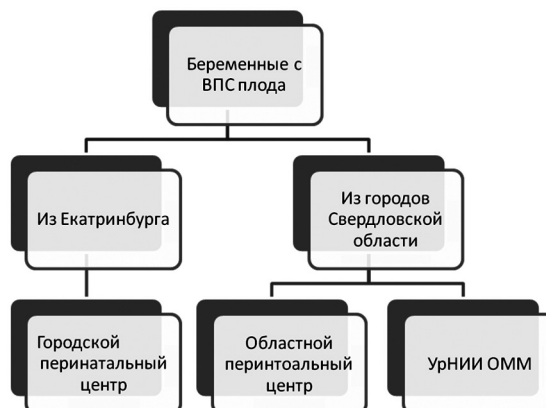 Беременные с
ВПС плода
Из Екатринбурга
Из городов
Свердловской
области
Городской
перинатальный
центр
Областной
перинтоальный
центр
УрНИИ ОММ